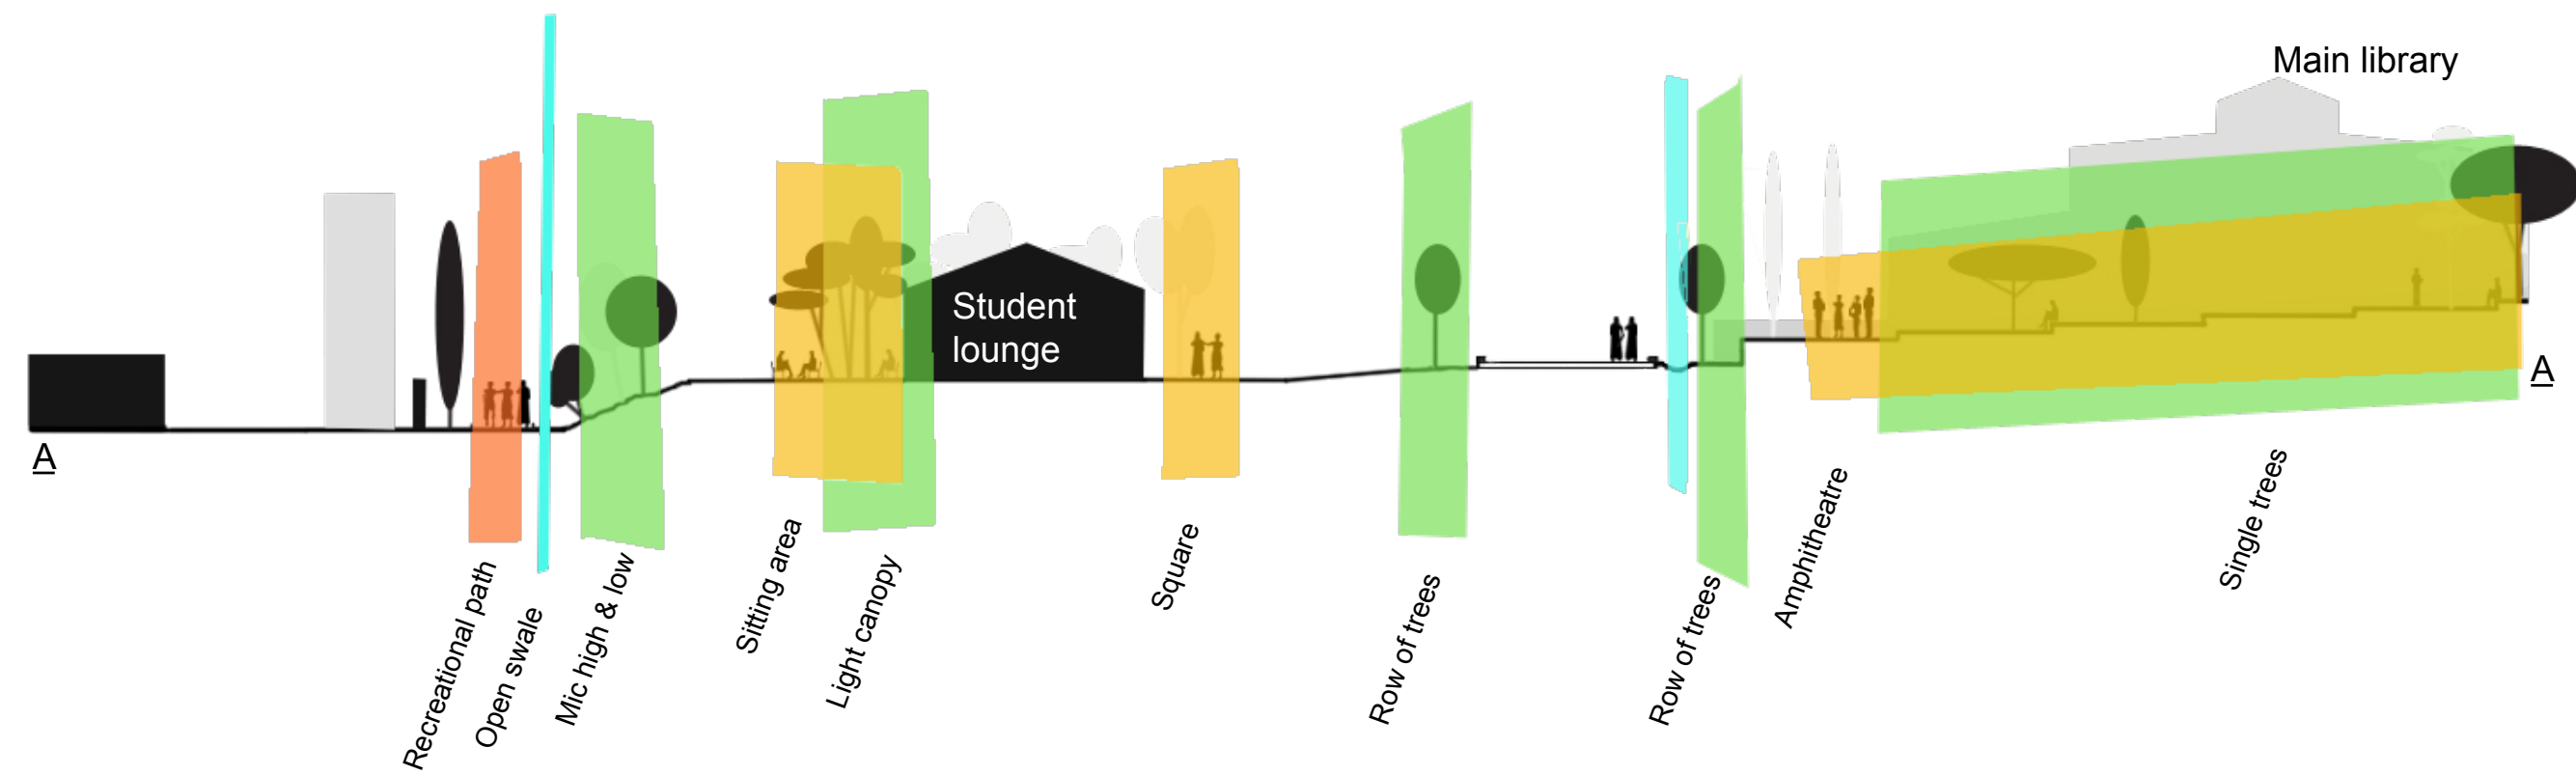 Main library
Student
lounge
A
A
Recreational path
Open swale
Mic high & low
Sitting area
Light canopy
Square
Row of trees
Row of trees
Amphitheatre
Single trees